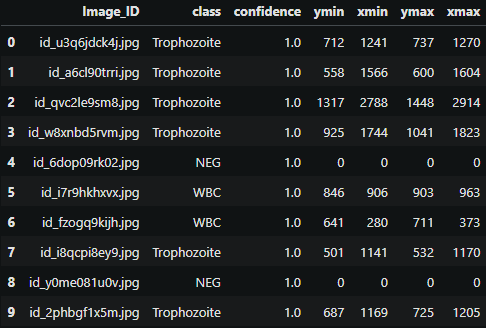 Image_ID class confidence ymin xmin ymax xmax
0 id_u3q6jdck4j.jpg Trophozoite 1.0 712 1241 737 1270
1 id_a6cl90trri.jpg Trophozoite 1.0 558 1566 600 1604
2 id_qvc2le9sm8.jpg Trophozoite 1.0 1317 2788 1448 2914
3 id_w8xnbd5rvm.jpg Trophozoite 1.0 925 1744 1041 1823
4 id_6dop09rk02.jpg NEG 1.0 0 0 0 0
5 id_i7r9hkhxvx.jpg WBC 1.0 846 906 903 963
6 id_fzogq9kijh.jpg WBC 1.0 641 280 711 373
7 id_i8qcpi8ey9.jpg Trophozoite 1.0 501 1141 532 1170
8 id_y0me081u0v.jpg NEG 1.0 0 0 0 0
9 id_2phbgf1x5m.jpg Trophozoite 1.0 687 1169 725 1205